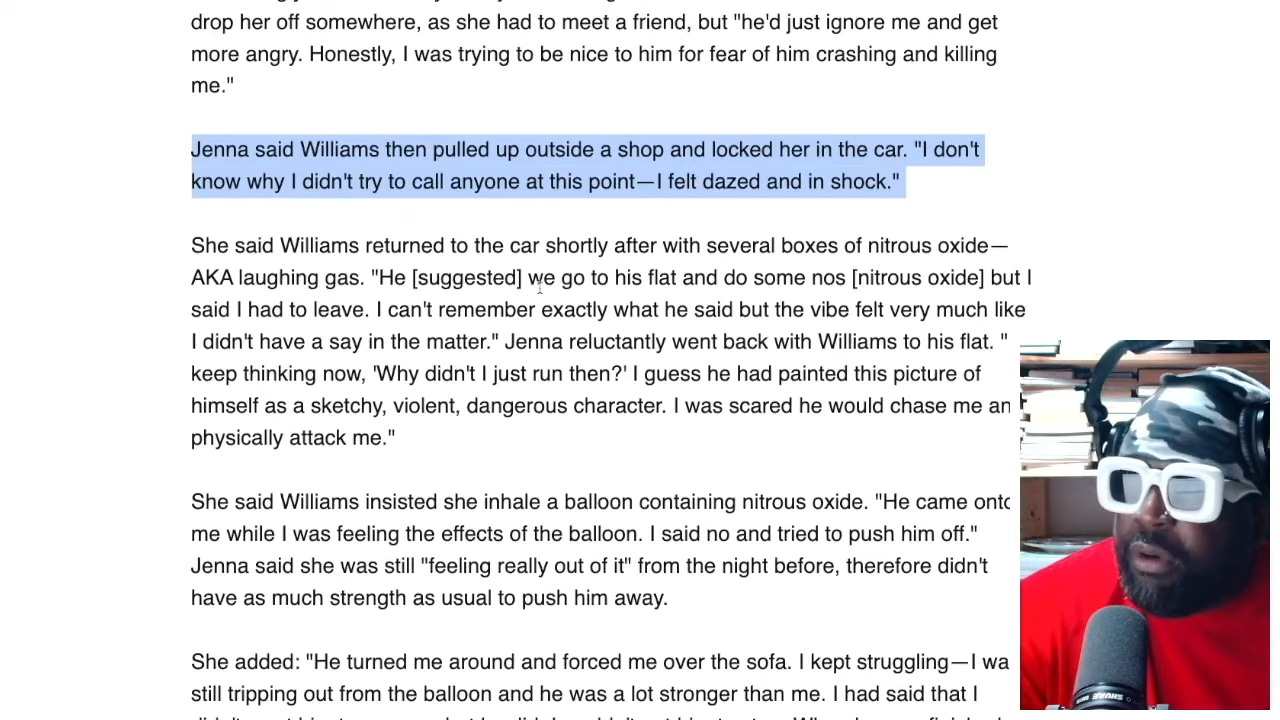 drop her off somewhere, as she had to meet a friend, but "he'd just ignore me and get
more angry. Honestly, I was trying to be nice to him for fear of him crashing and killing
me."
Jenna said Williams then pulled up outside a shop and locked her in the car. "I don't
know why I didn't try to call anyone at this point—I felt dazed and in shock."
She said Williams returned to the car shortly after with several boxes of nitrous oxide—
AKA laughing gas. "He [suggested] we go to his flat and do some nos [nitrous oxide] but I
said I had to leave. I can't remember exactly what he said but the vibe felt very much like
I didn't have a say in the matter." Jenna reluctantly went back with Williams to his flat. "
keep thinking now, 'Why didn't I just run then?' I guess he had painted this picture of
himself as a sketchy, violent, dangerous character. I was scared he would chase me an
physically attack me."
She said Williams insisted she inhale a balloon containing nitrous oxide. "He came onto
me while I was feeling the effects of the balloon. I said no and tried to push him off."
Jenna said she was still "feeling really out of it" from the night before, therefore didn't
have as much strength as usual to push him away.
She added: "He turned me around and forced me over the sofa. I kept struggling—I wa
still tripping out from the balloon and he was a lot stronger than me. I had said that I
SHURE